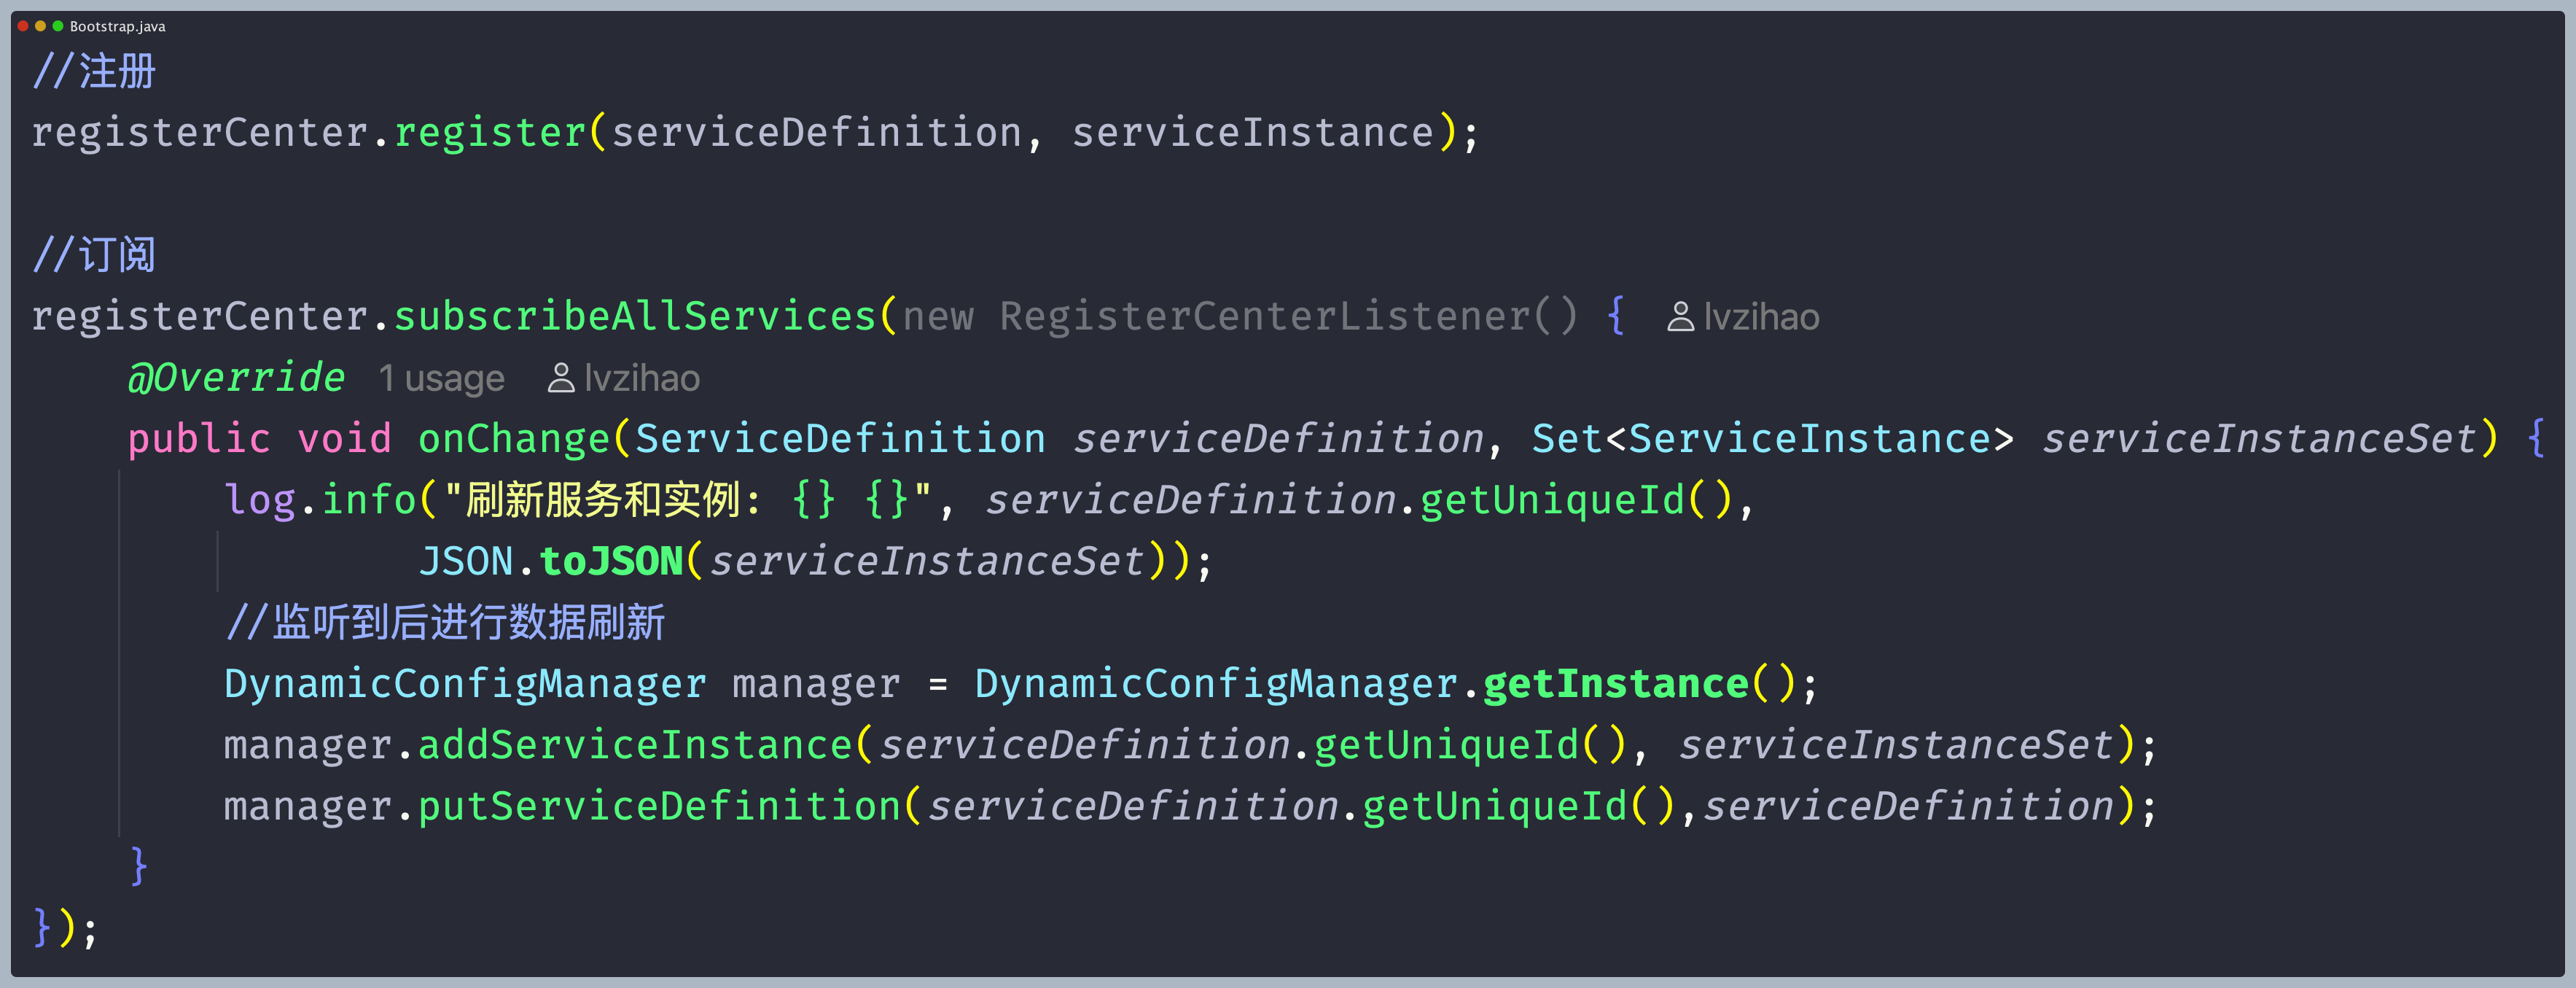 Bootstrap.java
//注册
registerCenter.register(serviceDefinition, serviceInstance);
//订阅
registerCenter.subscribeAllServices(new RegisterCenterListener() { lvzihao
@Override 1 usage lvzihao
public void onChange(ServiceDefinition serviceDefinition, Set<ServiceInstance> serviceInstanceSet) {
log.info("刷新服务和实例: {} {}", serviceDefinition.getUniqueId(),
JSON.toJSON(serviceInstanceSet));
//监听到后进行数据刷新
DynamicConfigManager manager = DynamicConfigManager.getInstance();
manager.addServiceInstance(serviceDefinition.getUniqueId(), serviceInstanceSet);
manager.putServiceDefinition(serviceDefinition.getUniqueId(),serviceDefinition);
}
});